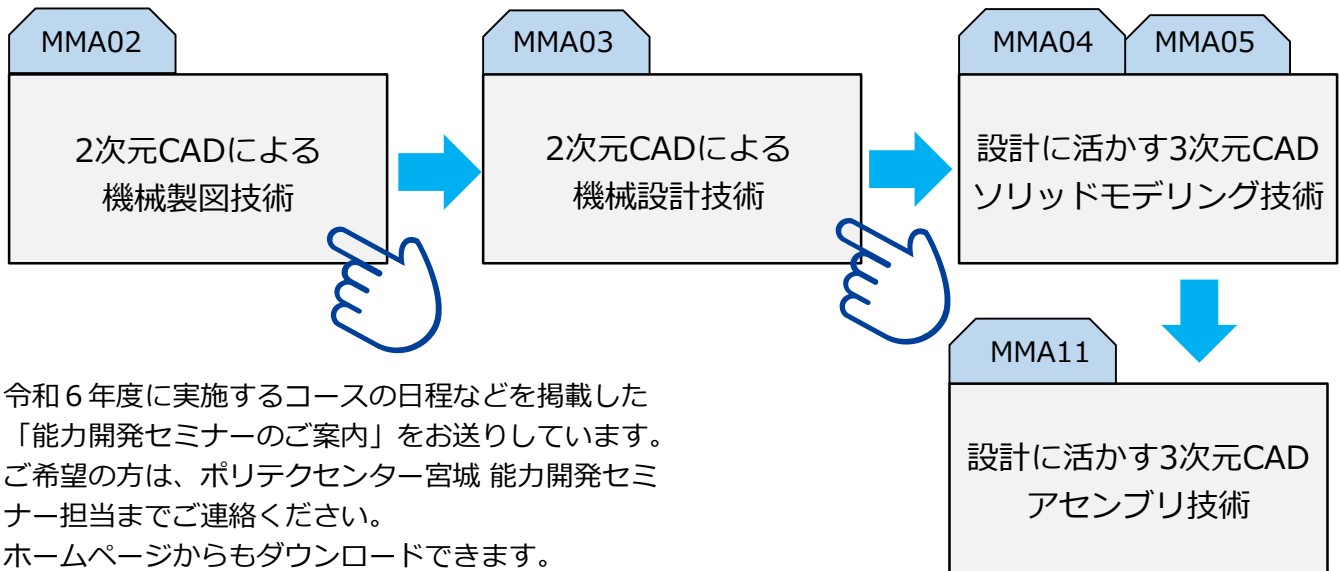 MMA02
2次元CADによる
機械製図技術
MMA03
2次元CADによる
機械設計技術
MMA04
MMA05
設計に活かす3次元CAD
ソリッドモデリング技術
MMA11
設計に活かす3次元CAD
アセンブリ技術
令和６年度に実施するコースの日程などを掲載した
「能力開発セミナーのご案内」をお送りしています。
ご希望の方は、ポリテクセンター宮城 能力開発セミ
ナー担当までご連絡ください。
ホームページからもダウンロードできます。